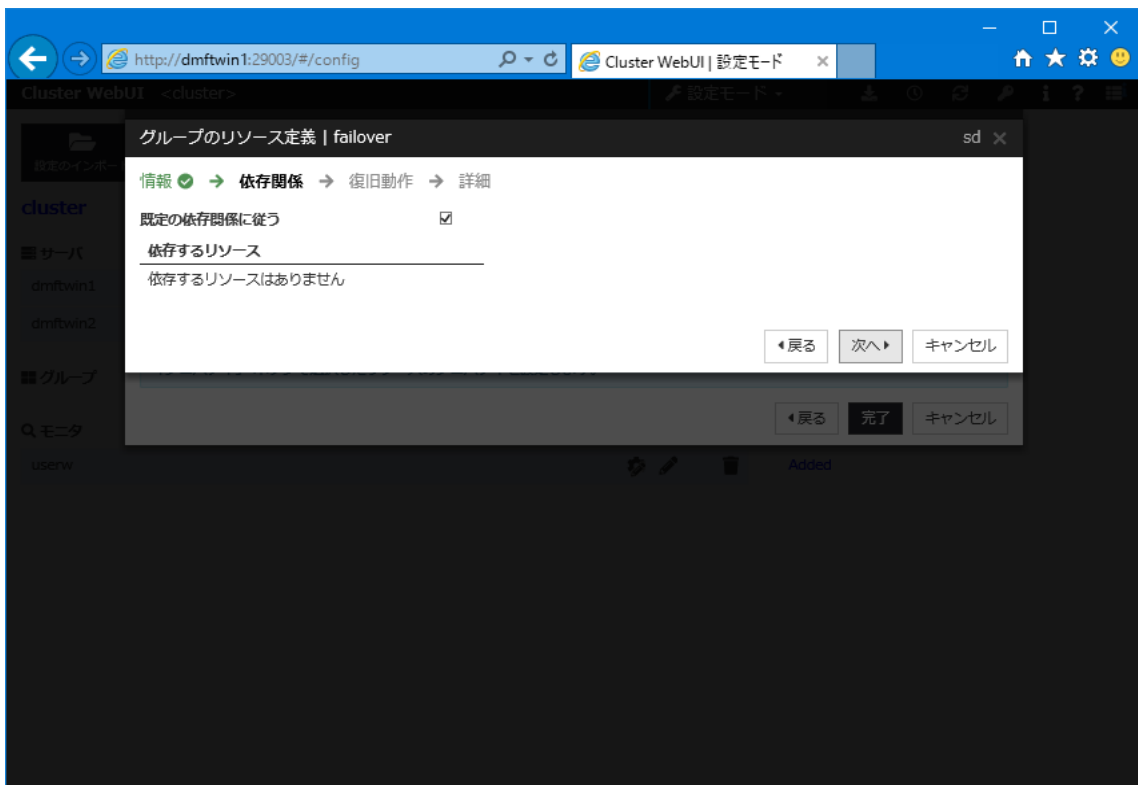 http://dmftwin1:29003/#/config
Cluster WebUI | 設定モード
Cluster WebUI <cluster>
設定モード
グループのリソース定義 | failover
sd
設定のインポー
情報 → 依存関係 → 復旧動作 → 詳細
cluster
既定の依存関係に従う
サーバ
依存するリソース
dmftwin1
依存するリソースはありません
dmftwin2
戻る 次へ キャンセル
グループ
戻る 完了 キャンセル
モニタ
userw
Added